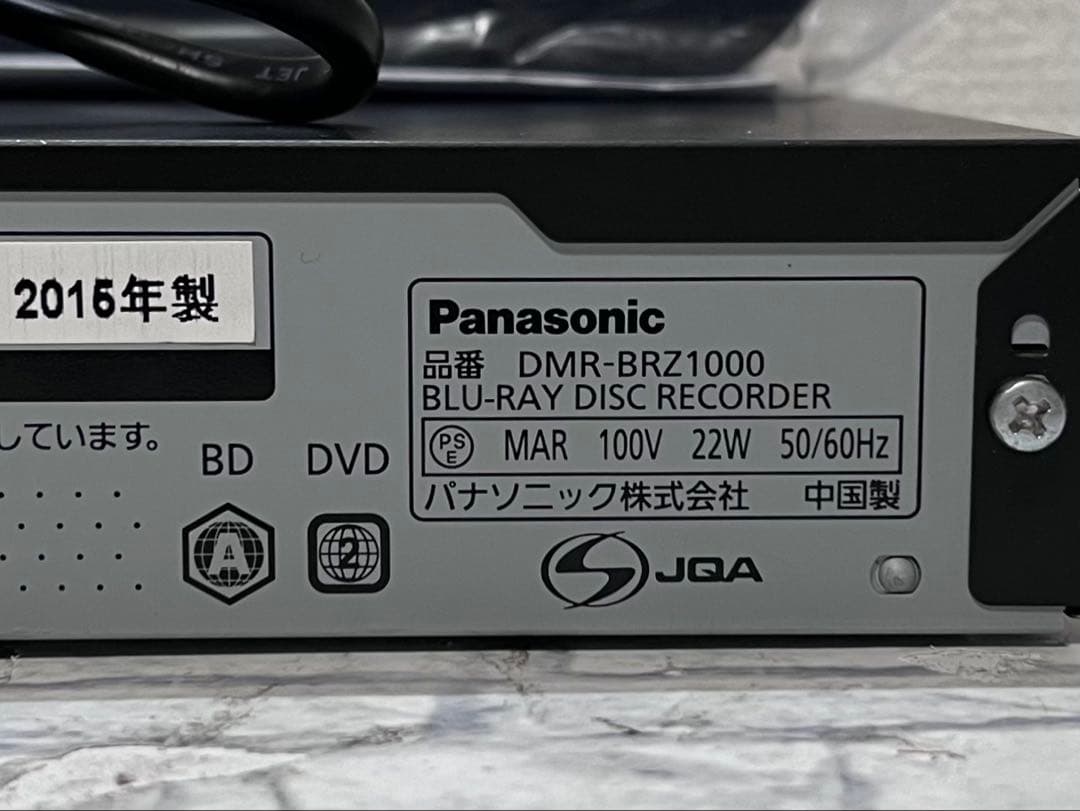 JET
2015年製
Panasonic
品番 DMR-BRZ1000
BLU-RAY DISC RECORDER
PS E MAR 100V 22W 50/60Hz
パナソニック株式会社 中国製
しています。
BD DVD
A 2
JQA